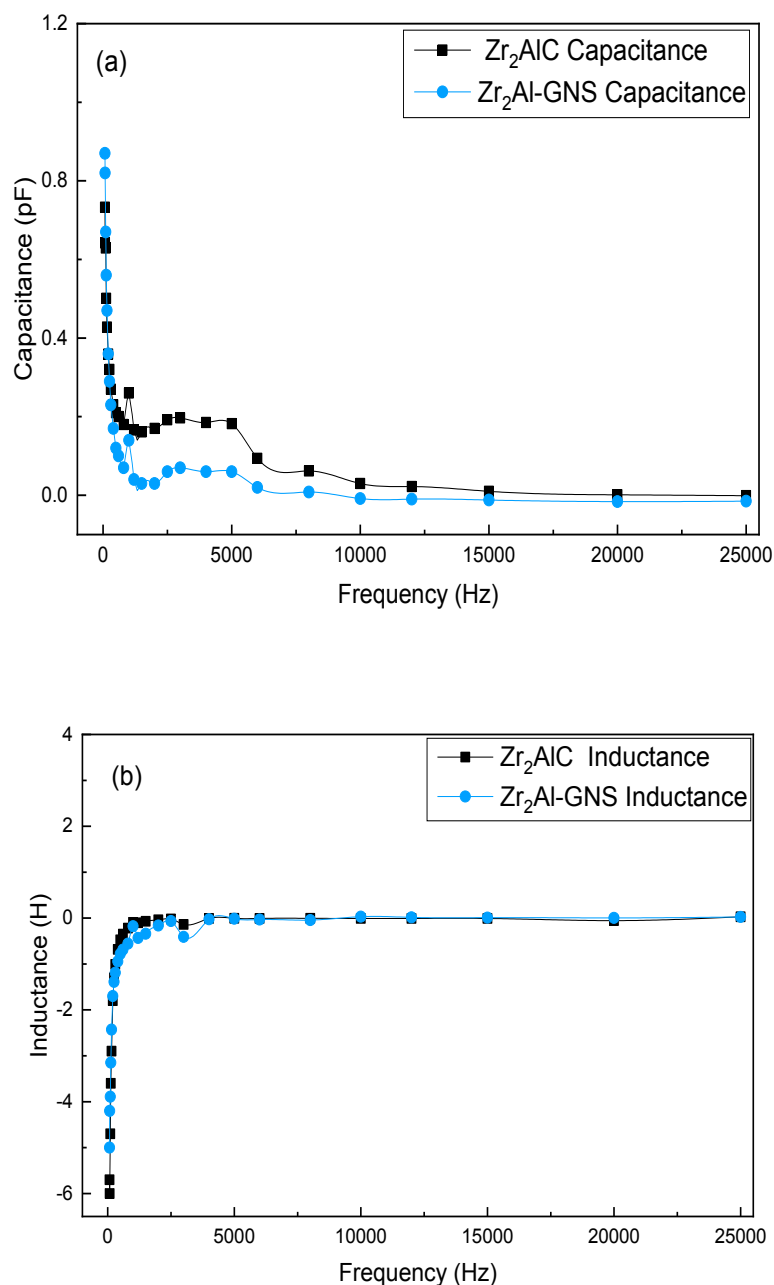 1.2
(a)
Zr₂AlC Capacitance
Zr₂Al-GNS Capacitance
0.8
Capacitance (pF)
0.4
0.0
0 5000 10000 15000 20000 25000
Frequency (Hz)
4
(b)
Zr₂AlC Inductance
Zr₂Al-GNS Inductance
2
0
Inductance (H)
-2
-4
-6
0 5000 10000 15000 20000 25000
Frequency (Hz)